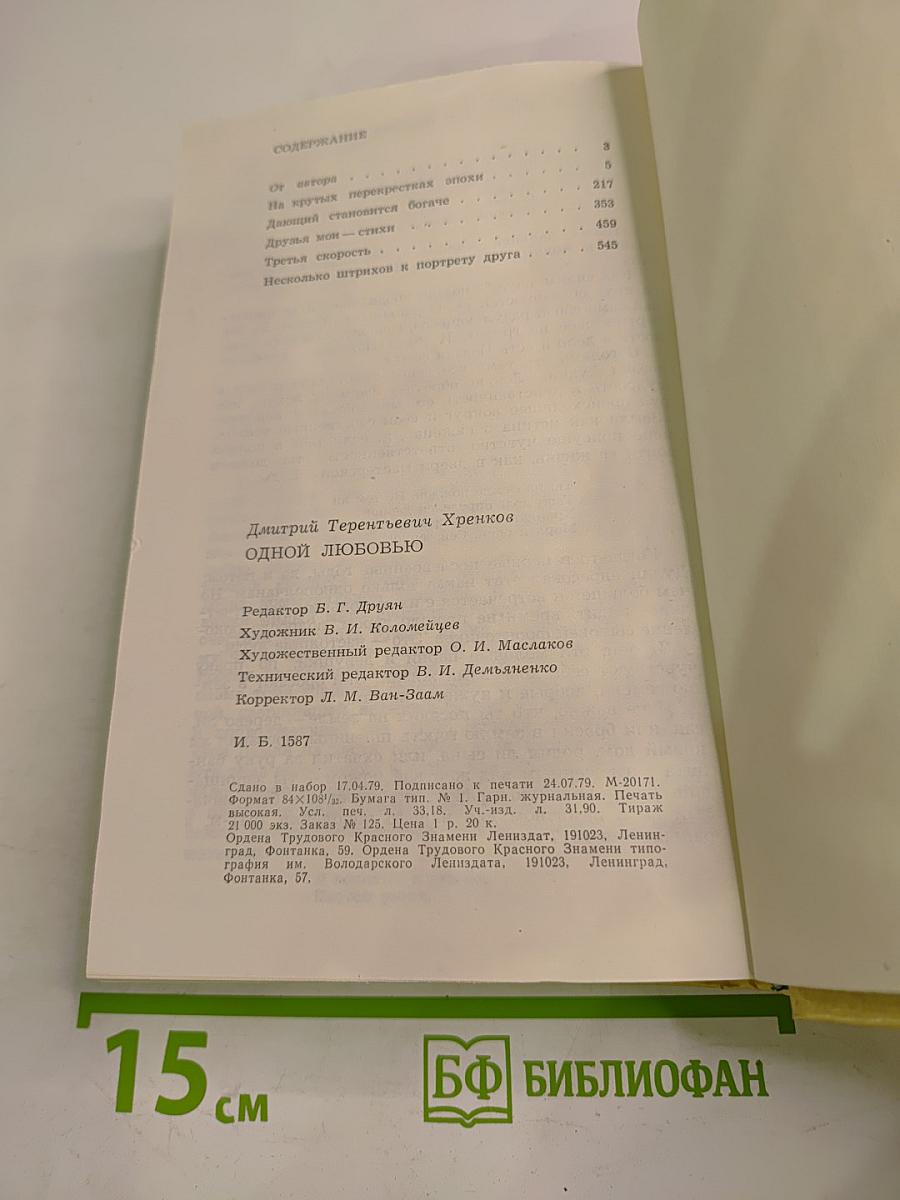 СОДЕРЖАНИЕ
От автора . . . . . . . . . . . . . . 3
На крутых перекрестках эпохи . . . . . . 5
Дающий становится богаче . . . . . . . . 217
Друзья мои — стихи . . . . . . . . . . . 353
Третья скорость . . . . . . . . . . . . 459
Несколько штрихов к портрету друга . . . . 545
Дмитрий Терентьевич Хренков
ОДНОЙ ЛЮБОВЬЮ
Редактор Б. Г. Друян
Художник В. И. Коломейцев
Художественный редактор О. И. Маслаков
Технический редактор В. И. Демьяненко
Корректор Л. М. Ван-Заам
И. Б. 1587
Сдано в набор 17.04.79. Подписано к печати 24.07.79. М-20171.
Формат 84×108¹/₃₂. Бумага тип. № 1. Гарн. журнальная. Печать
высокая. Усл. печ. л. 33,18. Уч.-изд. л. 31,90. Тираж
21 000 экз. Заказ № 125. Цена 1 р. 20 к.
Ордена Трудового Красного Знамени Лениздат, 191023, Ленин-
град, Фонтанка, 59. Ордена Трудового Красного Знамени типо-
графия им. Володарского Лениздата, 191023, Ленинград,
Фонтанка, 57.
15 см
БФ БИБЛИОФАН